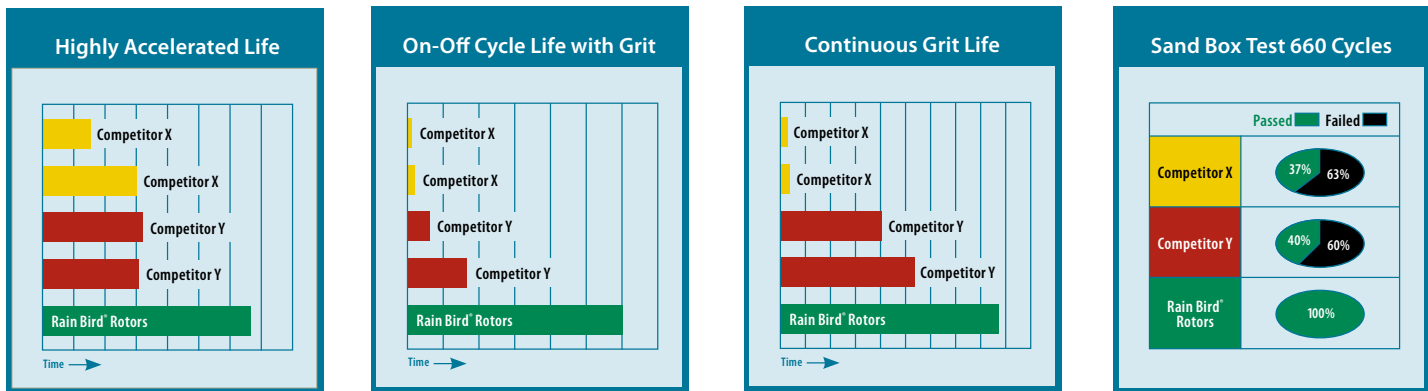 Highly Accelerated Life
Competitor X
Competitor X
Competitor Y
Competitor Y
Rain Bird® Rotors
Time
On-Off Cycle Life with Grit
Competitor X
Competitor X
Competitor Y
Competitor Y
Rain Bird® Rotors
Time
Continuous Grit Life
Competitor X
Competitor X
Competitor Y
Competitor Y
Rain Bird® Rotors
Time
Sand Box Test 660 Cycles
Passed Failed
Competitor X 37% 63%
Competitor Y 40% 60%
Rain Bird®
Rotors
100%